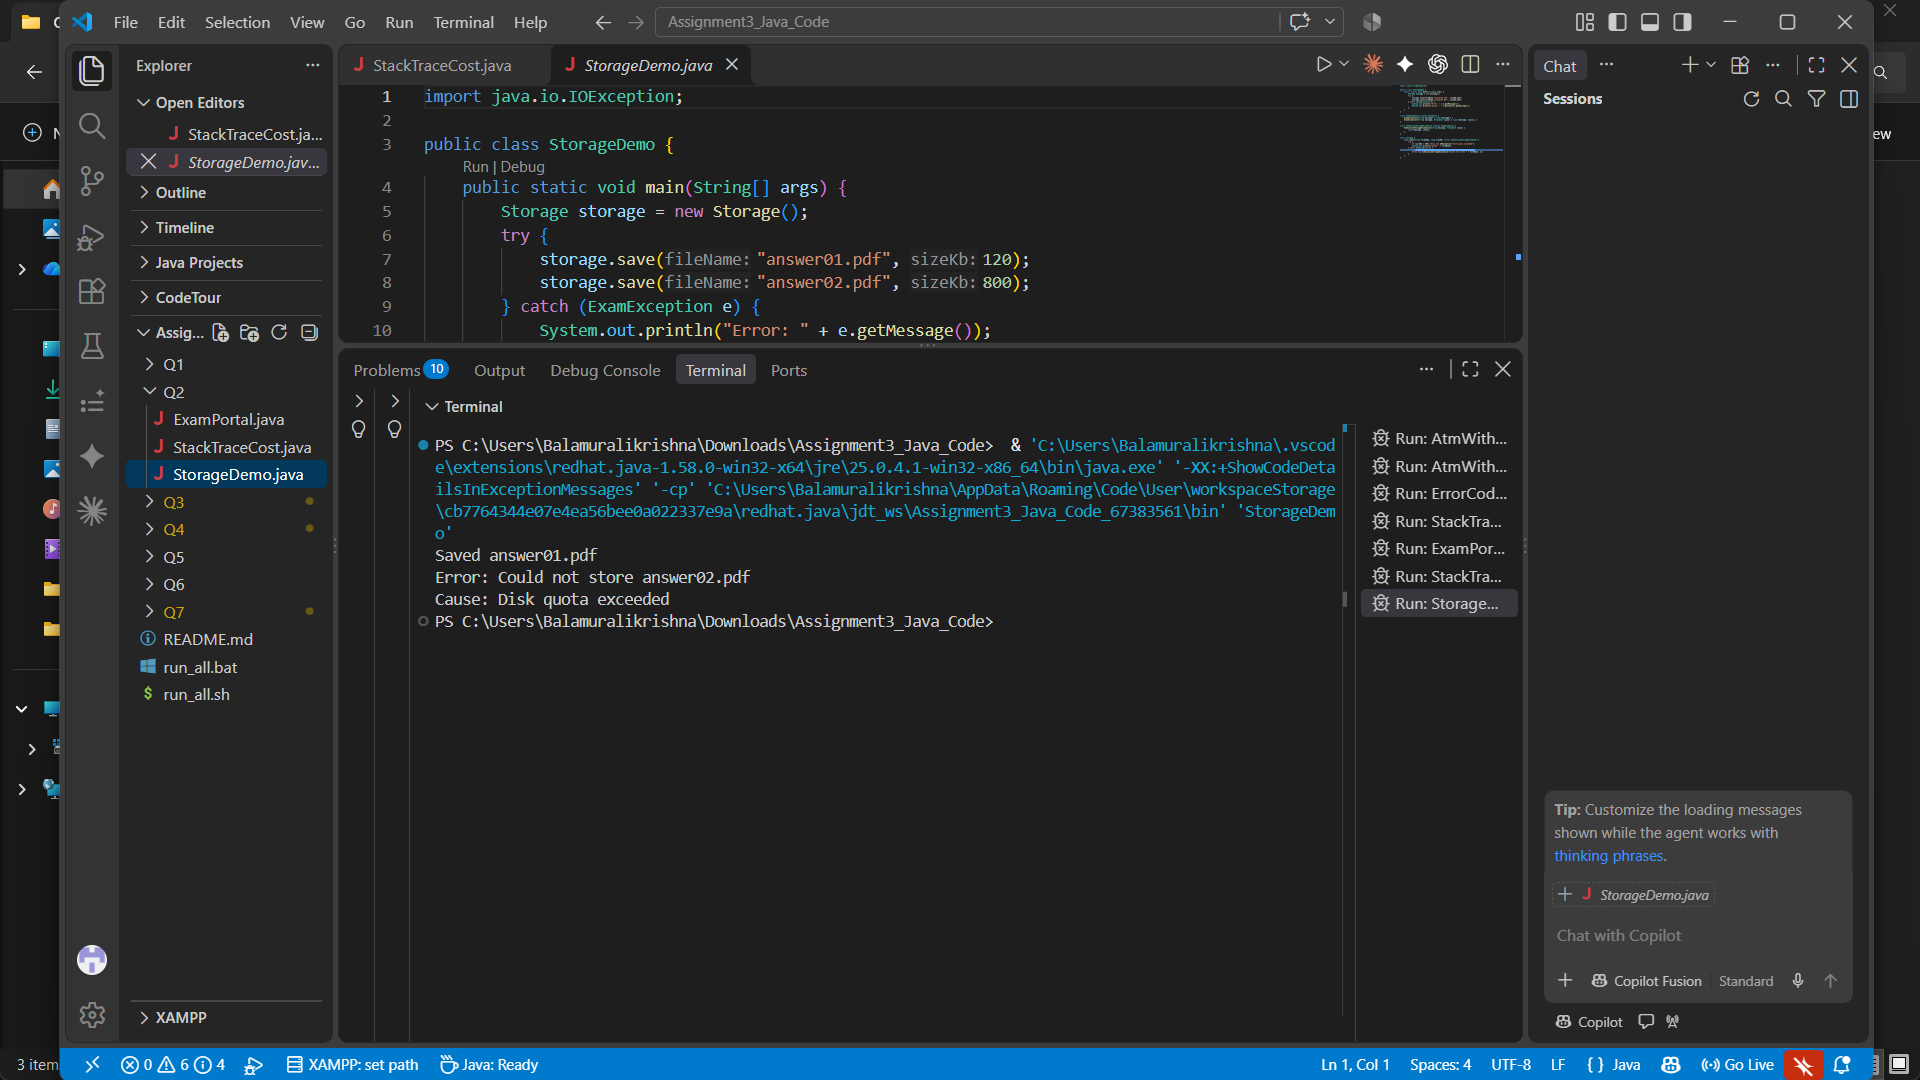 File Edit Selection View Go Run Terminal Help
Assignment3_Java_Code
Explorer
Open Editors
StackTraceCost.ja...
StorageDemo.jav...
Outline
Timeline
Java Projects
CodeTour
Assig...
Q1
Q2
ExamPortal.java
StackTraceCost.java
StorageDemo.java
Q3
Q4
Q5
Q6
Q7
README.md
run_all.bat
run_all.sh
XAMPP
StackTraceCost.java
StorageDemo.java
1 import java.io.IOException;
2
3 public class StorageDemo {
Run | Debug
4 public static void main(String[] args) {
5 Storage storage = new Storage();
6 try {
7 storage.save(fileName: "answer01.pdf", sizeKb: 120);
8 storage.save(fileName: "answer02.pdf", sizeKb: 800);
9 } catch (ExamException e) {
10 System.out.println("Error: " + e.getMessage());
Problems 10 Output Debug Console Terminal Ports
Terminal
PS C:\Users\Balamuralikrishna\Downloads\Assignment3_Java_Code> & 'C:\Users\Balamuralikrishna\.vscod
e\extensions\redhat.java-1.58.0-win32-x64\jre\25.0.4.1-win32-x86_64\bin\java.exe' '-XX:+ShowCodeDeta
ilsInExceptionMessages' '-cp' 'C:\Users\Balamuralikrishna\AppData\Roaming\Code\User\workspaceStorage
\cb7764344e07e4ea56bee0a022337e9a\redhat.java\jdt_ws\Assignment3_Java_Code_67383561\bin' 'StorageDem
o'
Saved answer01.pdf
Error: Could not store answer02.pdf
Cause: Disk quota exceeded
PS C:\Users\Balamuralikrishna\Downloads\Assignment3_Java_Code>
Run: AtmWith...
Run: AtmWith...
Run: ErrorCod...
Run: StackTra...
Run: ExamPor...
Run: StackTra...
Run: Storage...
Chat
Sessions
Tip: Customize the loading messages
shown while the agent works with
thinking phrases.
StorageDemo.java
Chat with Copilot
Copilot Fusion Standard
Copilot
3 item
0 6 4 XAMPP: set path Java: Ready
Ln 1, Col 1 Spaces: 4 UTF-8 LF { } Java Go Live